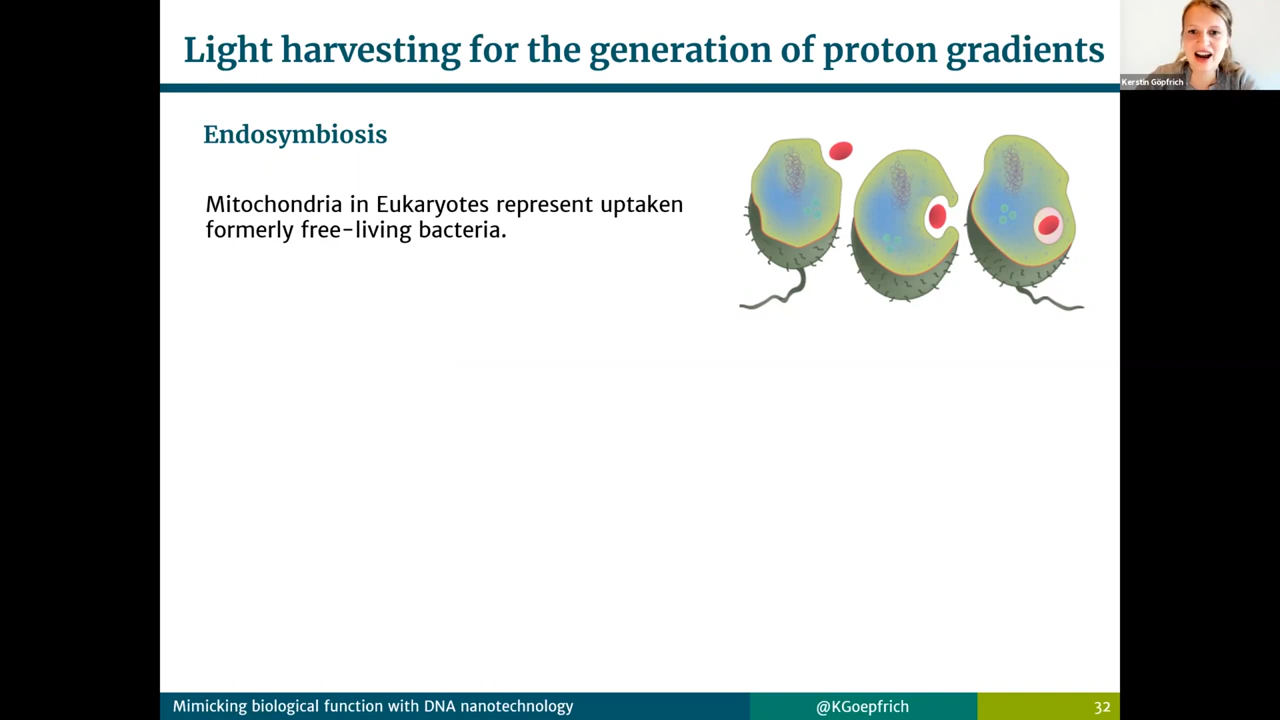 Light harvesting for the generation of proton gradients
Kerstin Göpfrich
Endosymbiosis
Mitochondria in Eukaryotes represent uptaken
formerly free-living bacteria.
Mimicking biological function with DNA nanotechnology
@KGoepfrich
32